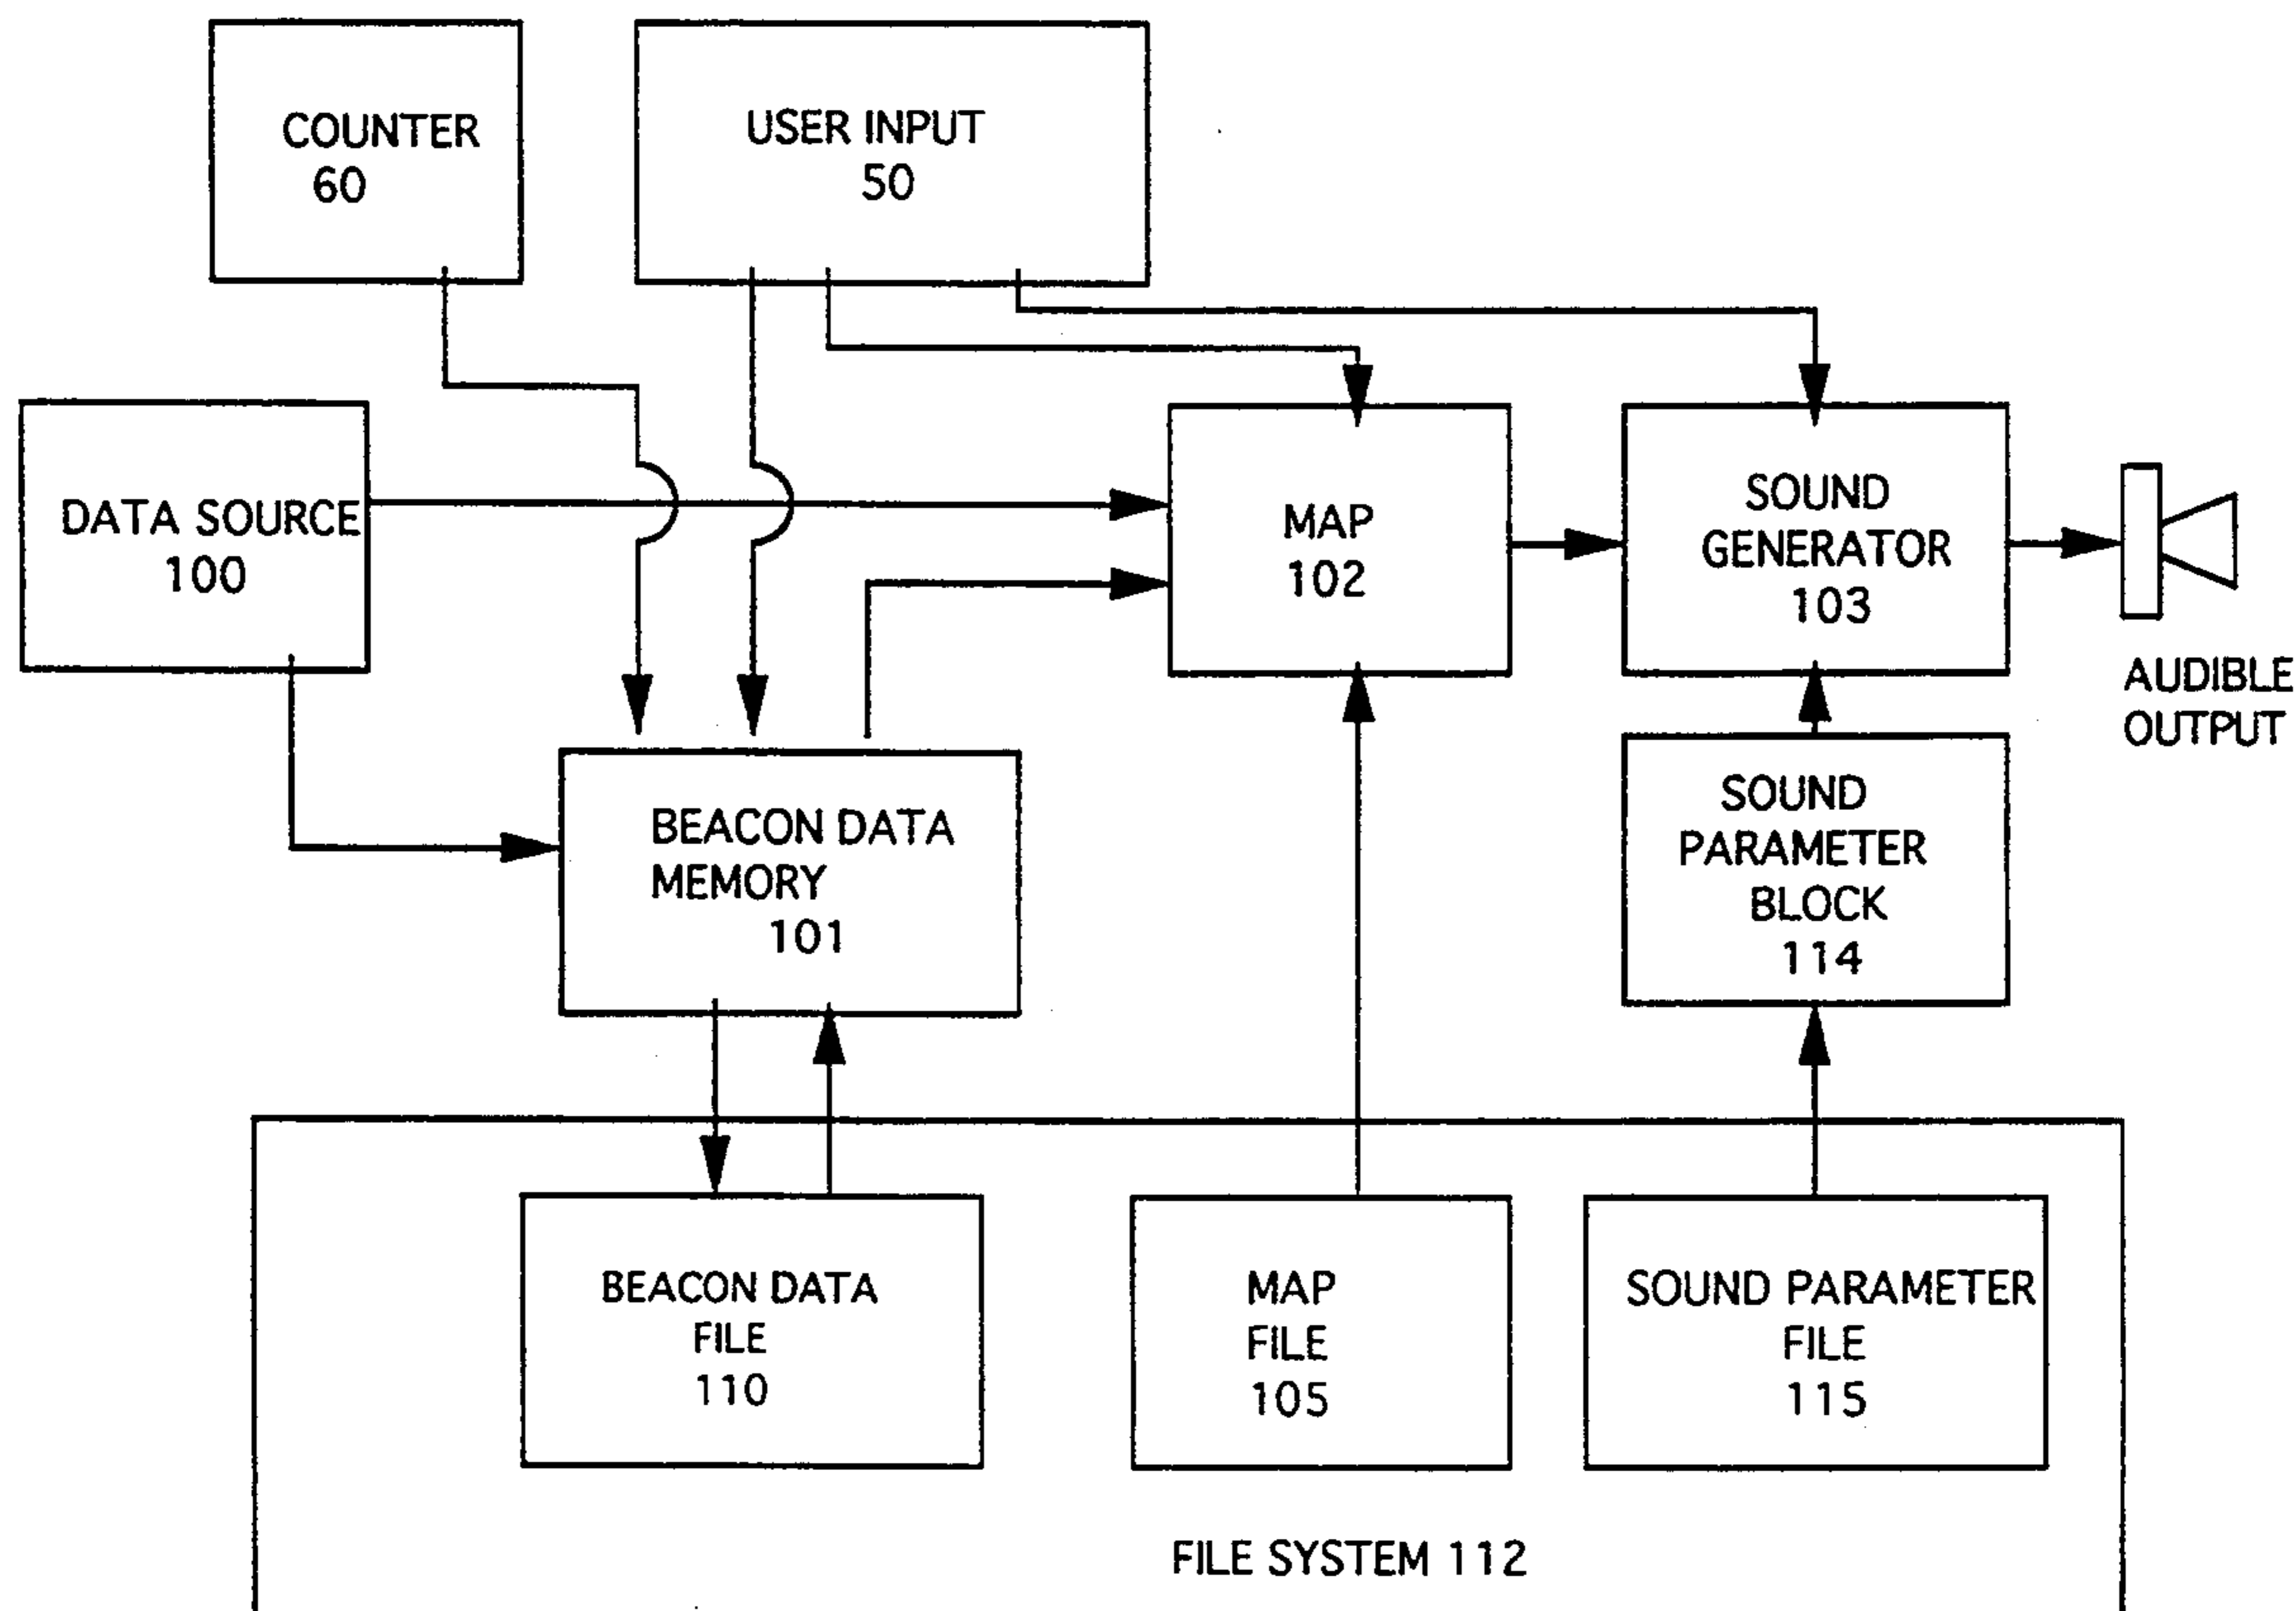 COUNTER
60
USER INPUT
50
DATA SOURCE
100
MAP
102
SOUND
GENERATOR
103
AUDIBLE
OUTPUT
BEACON DATA
MEMORY
101
SOUND
PARAMETER
BLOCK
114
BEACON DATA
FILE
110
MAP
FILE
105
SOUND PARAMETER
FILE
115
FILE SYSTEM 112